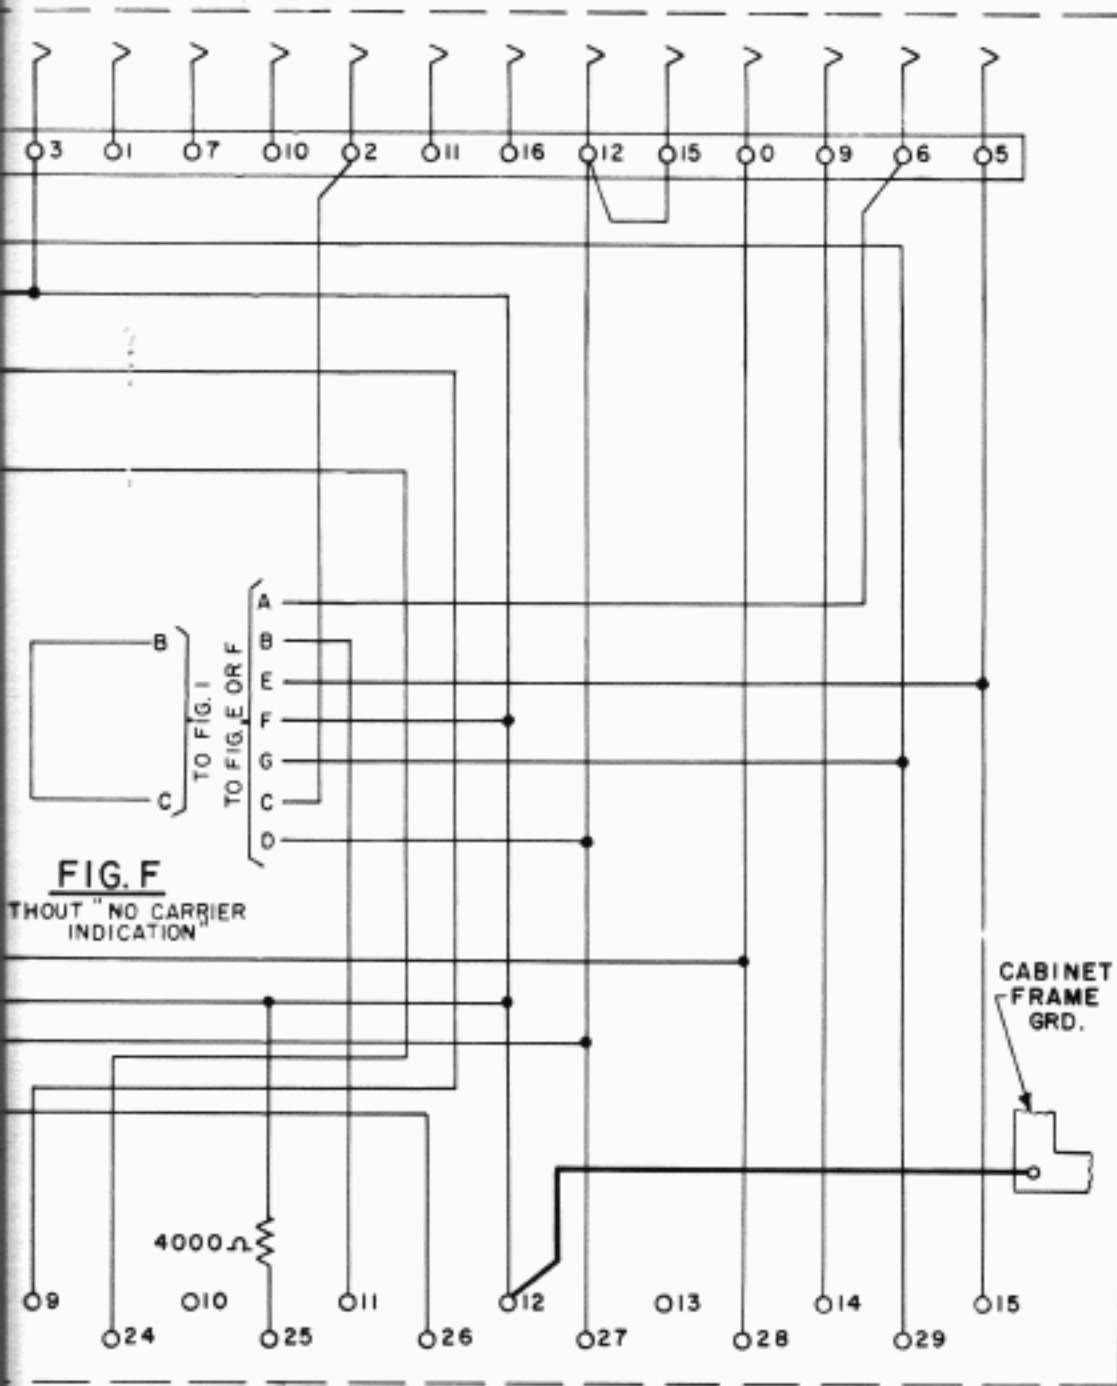 3 1 7 10 2 11 16 12 15 0 9 6 5
A
B
E
F
G
C
D
B
C
TO FIG. 1
TO FIG. E OR F
FIG. F
THOUT "NO CARRIER
INDICATION"
CABINET
FRAME
GRD.
4000Ω
9 10 11 12 13 14 15
24 25 26 27 28 29